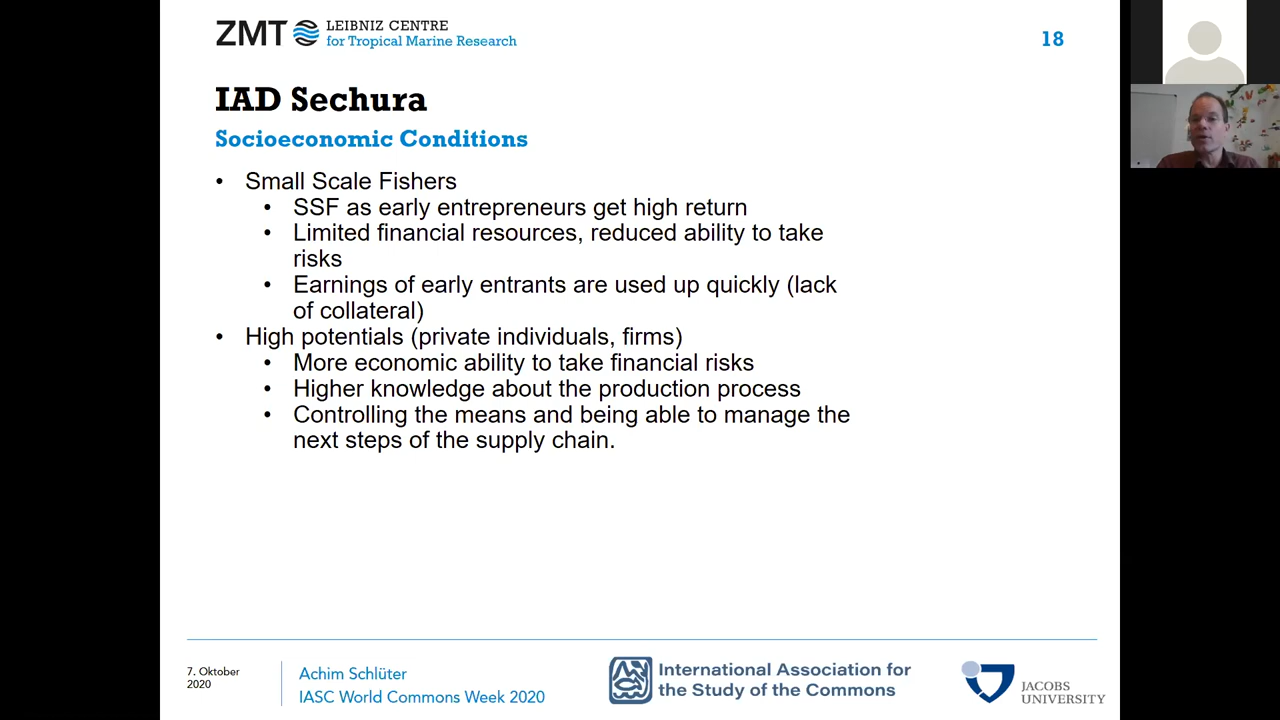 ZMT LEIBNIZ CENTRE
for Tropical Marine Research
18
IAD Sechura
Socioeconomic Conditions
• Small Scale Fishers
• SSF as early entrepreneurs get high return
• Limited financial resources, reduced ability to take
risks
• Earnings of early entrants are used up quickly (lack
of collateral)
• High potentials (private individuals, firms)
• More economic ability to take financial risks
• Higher knowledge about the production process
• Controlling the means and being able to manage the
next steps of the supply chain.
7. Oktober
2020
Achim Schlüter
IASC World Commons Week 2020
International Association for
the Study of the Commons
JACOBS
UNIVERSITY